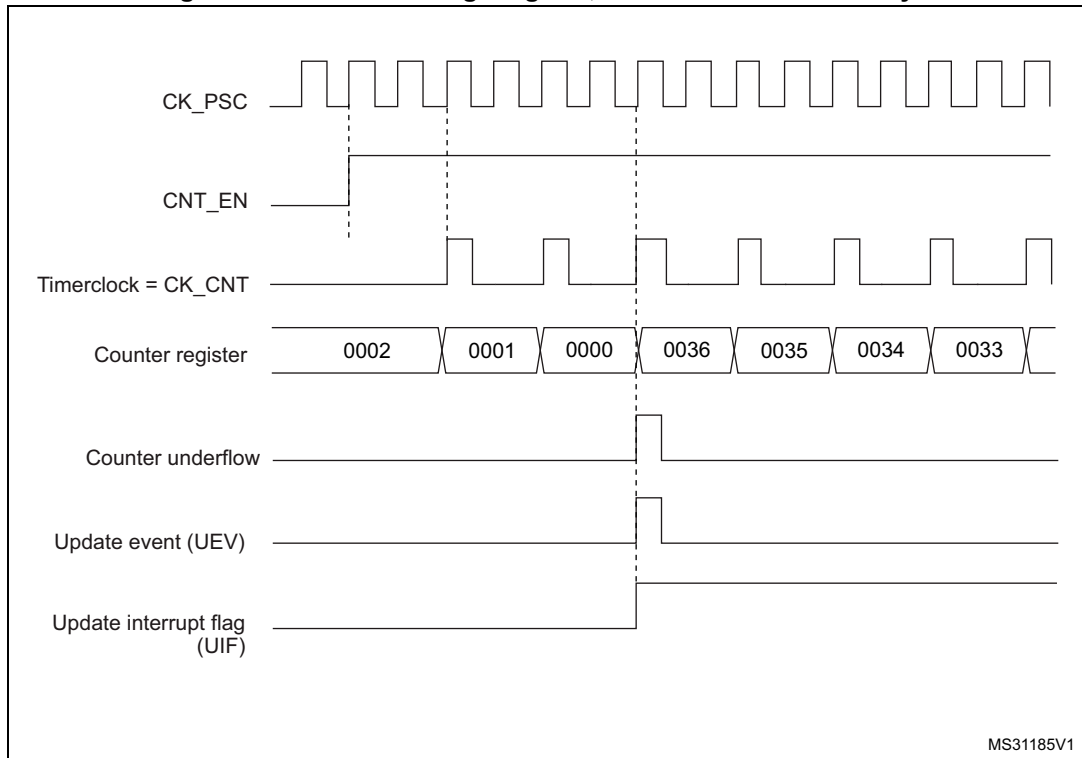 CK_PSC
CNT_EN
Timerclock = CK_CNT
Counter register
0002 0001 0000 0036 0035 0034 0033
Counter underflow
Update event (UEV)
Update interrupt flag
(UIF)
MS31185V1